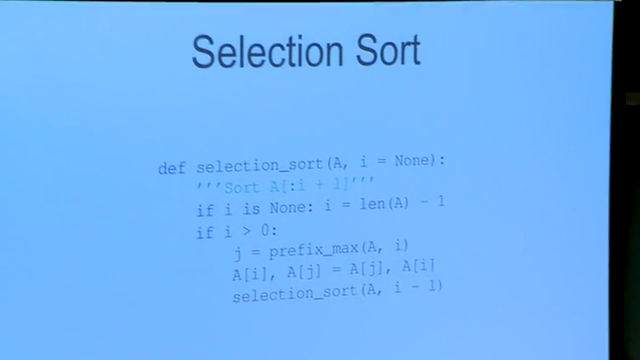 Selection Sort
def selection_sort(A, i = None):
'''Sort A[:i + 1]'''
if i is None: i = len(A) - 1
if i > 0:
j = prefix_max(A, i)
A[i], A[j] = A[j], A[i]
selection_sort(A, i - 1)